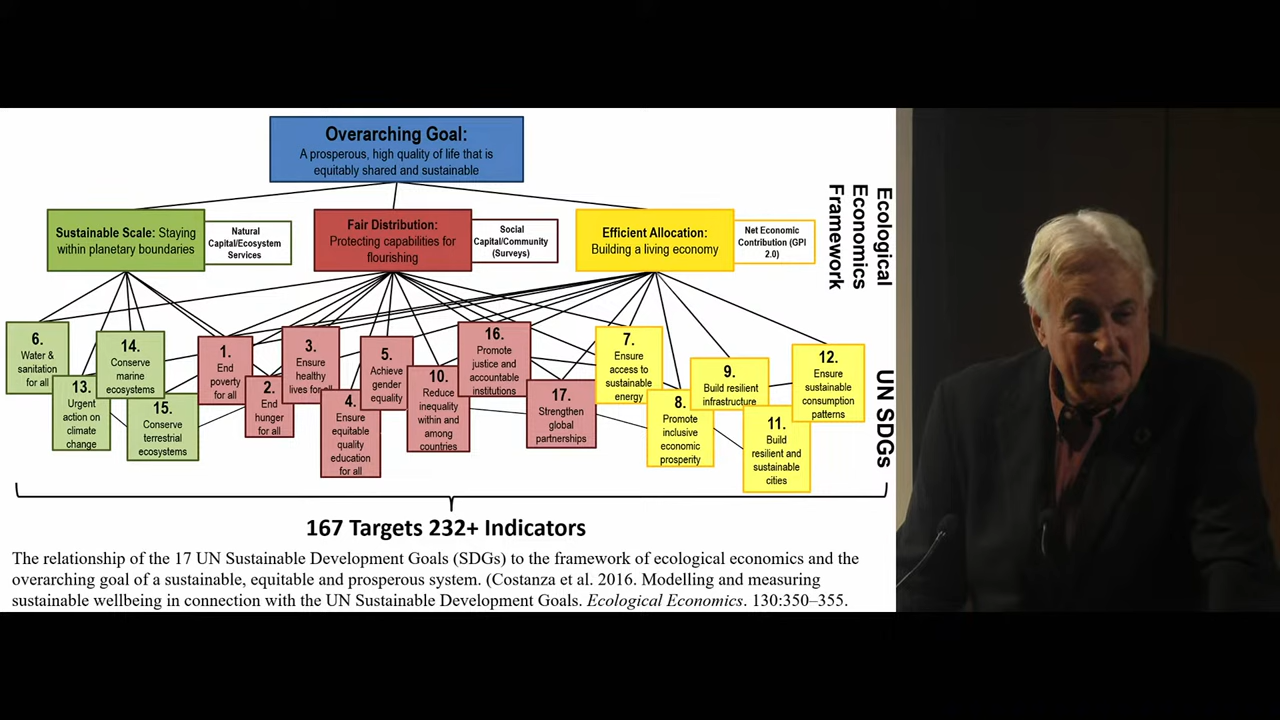 Overarching Goal:
A prosperous, high quality of life that is
equitably shared and sustainable
Sustainable Scale: Staying
within planetary boundaries
Natural
Capital/Ecosystem
Services
Fair Distribution:
Protecting capabilities for
flourishing
Social
Capital/Community
(Surveys)
Efficient Allocation:
Building a living economy
Net Economic
Contribution (GPI
2.0)
Ecological
Economics
Framework
6.
Water &
sanitation
for all
13.
Urgent
action on
climate
change
14.
Conserve
marine
ecosystems
15.
Conserve
terrestrial
ecosystems
1.
End
poverty
for all
2.
End
hunger
for all
3.
Ensure
healthy
lives for all
4.
Ensure
equitable
quality
education
for all
5.
Achieve
gender
equality
10.
Reduce
inequality
within and
among
countries
16.
Promote
justice and
accountable
institutions
17.
Strengthen
global
partnerships
7.
Ensure
access to
sustainable
energy
8.
Promote
inclusive
economic
prosperity
9.
Build resilient
infrastructure
11.
Build
resilient and
sustainable
cities
12.
Ensure
sustainable
consumption
patterns
UN SDGs
167 Targets 232+ Indicators
The relationship of the 17 UN Sustainable Development Goals (SDGs) to the framework of ecological economics and the
overarching goal of a sustainable, equitable and prosperous system. (Costanza et al. 2016. Modelling and measuring
sustainable wellbeing in connection with the UN Sustainable Development Goals. Ecological Economics. 130:350–355.